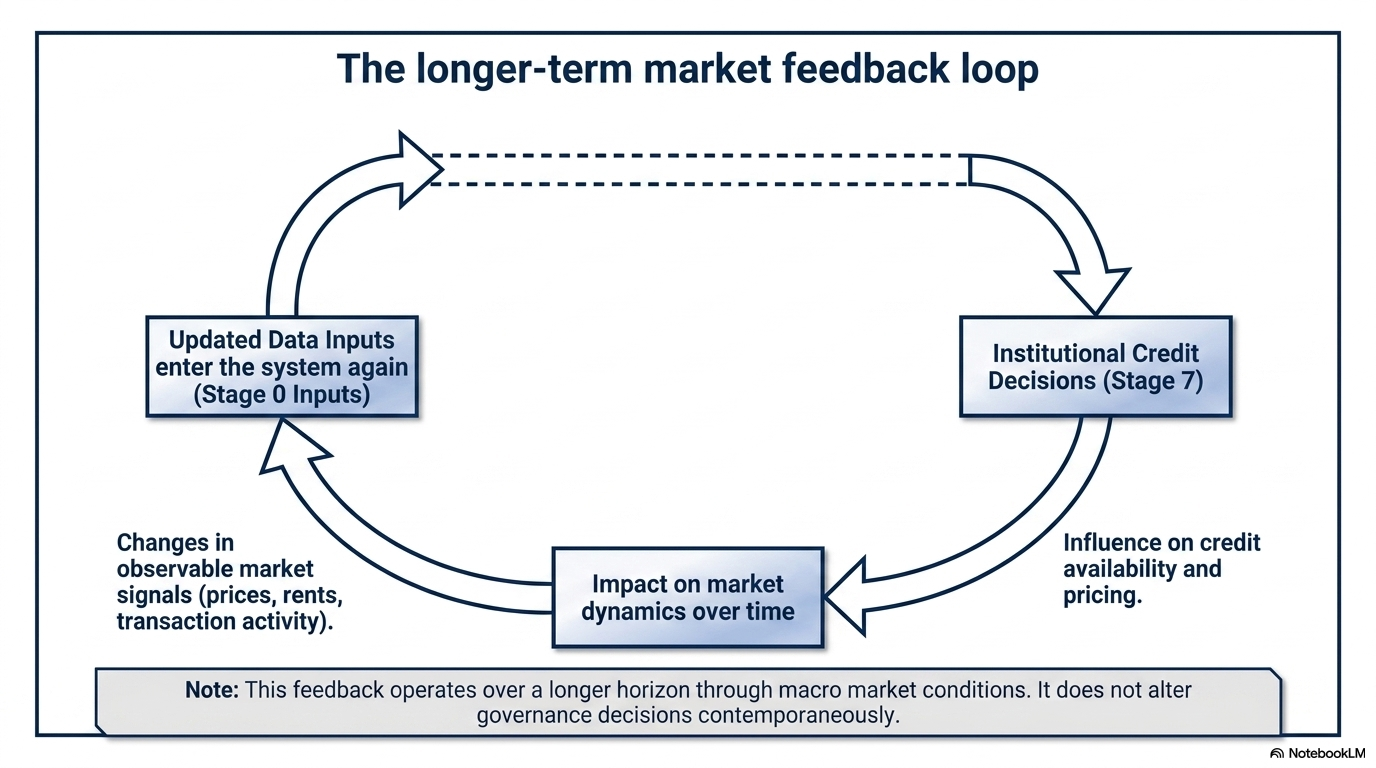 The longer-term market feedback loop
Updated Data Inputs
enter the system again
(Stage 0 Inputs)
Institutional Credit
Decisions (Stage 7)
Changes in
observable market
signals (prices, rents,
transaction activity).
Impact on market
dynamics over time
Influence on credit
availability and
pricing.
Note: This feedback operates over a longer horizon through macro market conditions. It does not alter
governance decisions contemporaneously.
NotebookLM